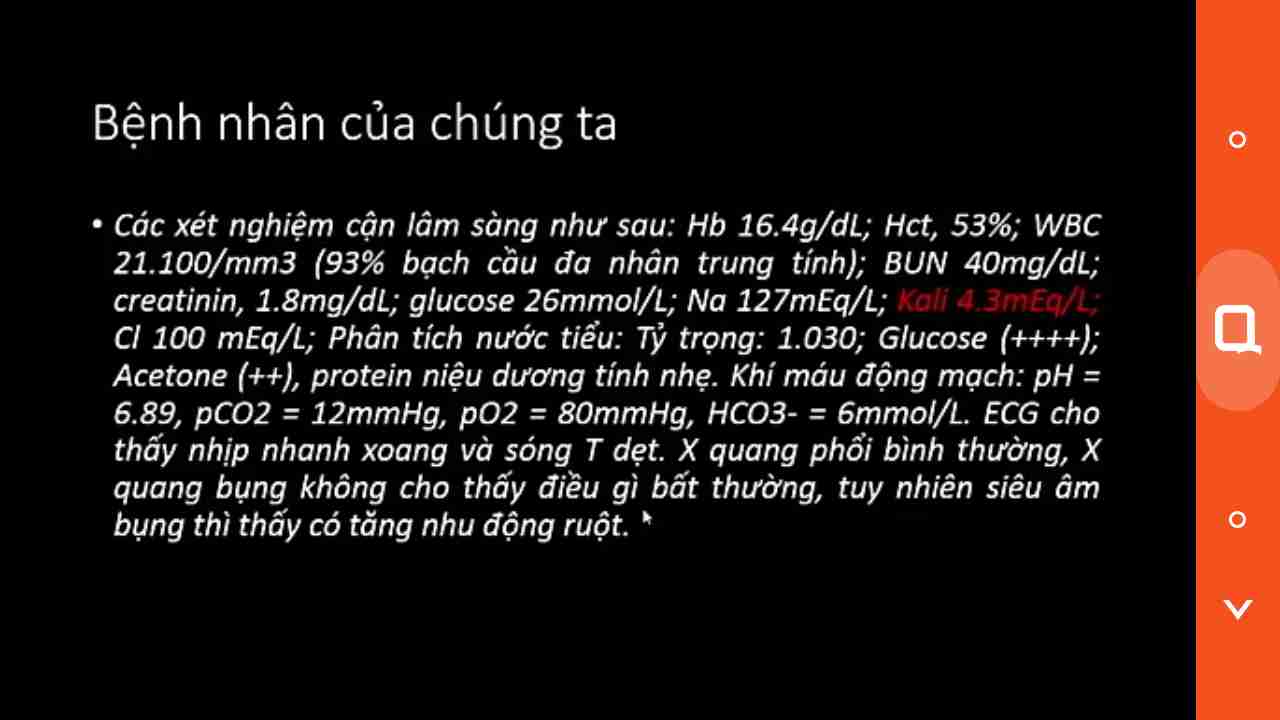 Bệnh nhân của chúng ta
• Các xét nghiệm cận lâm sàng như sau: Hb 16.4g/dL; Hct, 53%; WBC
21.100/mm3 (93% bạch cầu đa nhân trung tính); BUN 40mg/dL;
creatinin, 1.8mg/dL; glucose 26mmol/L; Na 127mEq/L; Kali 4.3mEq/L;
Cl 100 mEq/L; Phân tích nước tiểu: Tỷ trọng: 1.030; Glucose (++++);
Acetone (++), protein niệu dương tính nhẹ. Khí máu động mạch: pH =
6.89, pCO2 = 12mmHg, pO2 = 80mmHg, HCO3- = 6mmol/L. ECG cho
thấy nhịp nhanh xoang và sóng T dẹt. X quang phổi bình thường, X
quang bụng không cho thấy điều gì bất thường, tuy nhiên siêu âm
bụng thì thấy có tăng nhu động ruột.